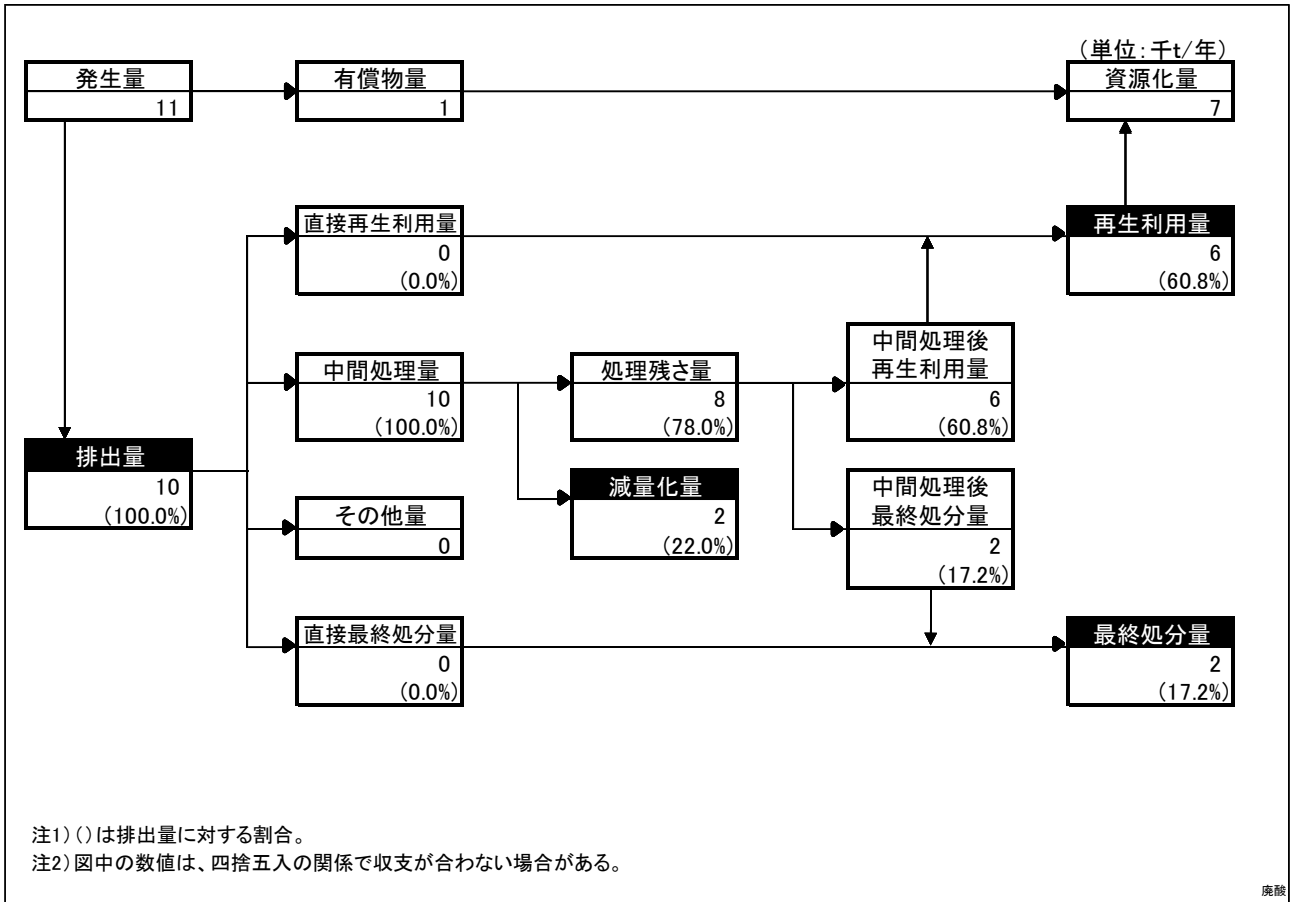 (単位:千t/年)
発生量
11
有償物量
1
資源化量
7
直接再生利用量
0
(0.0%)
再生利用量
6
(60.8%)
中間処理量
10
(100.0%)
処理残さ量
8
(78.0%)
中間処理後
再生利用量
6
(60.8%)
排出量
10
(100.0%)
減量化量
2
(22.0%)
中間処理後
最終処分量
2
(17.2%)
その他量
0
直接最終処分量
0
(0.0%)
最終処分量
2
(17.2%)
注1)()は排出量に対する割合。
注2)図中の数値は、四捨五入の関係で収支が合わない場合がある。
廃酸